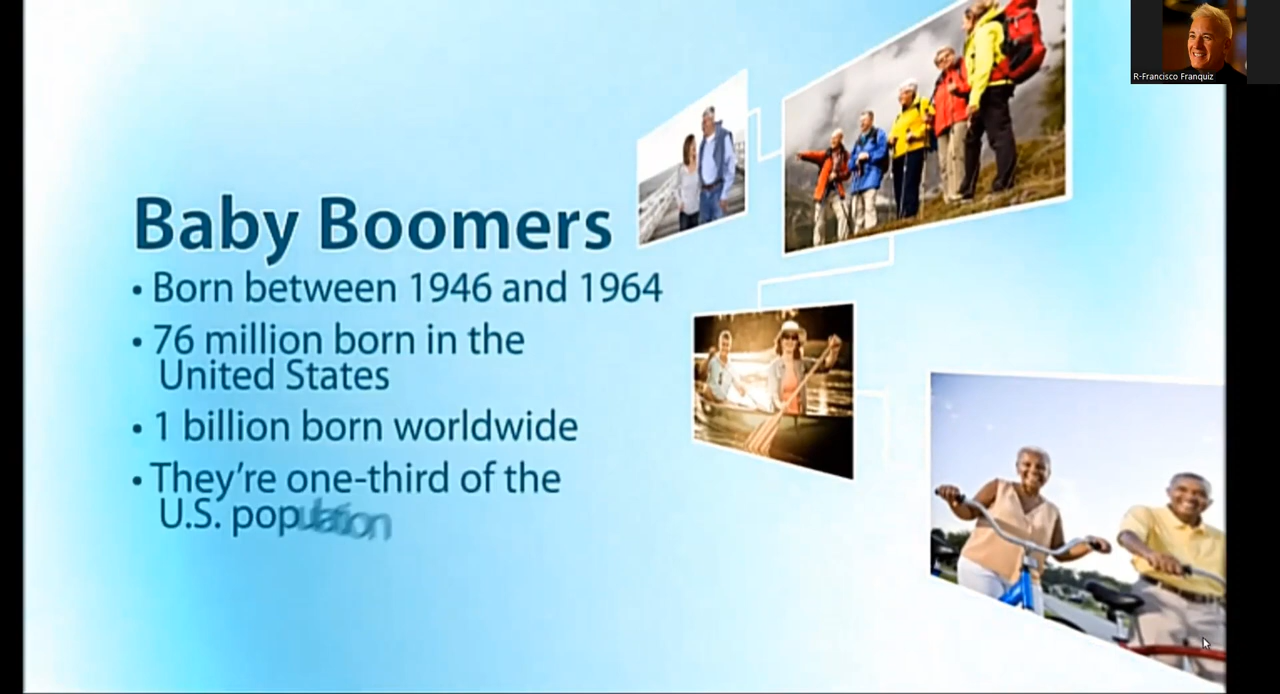 Baby Boomers
• Born between 1946 and 1964
• 76 million born in the
United States
• 1 billion born worldwide
• They're one-third of the
U.S. population
R-Francisco Franquiz